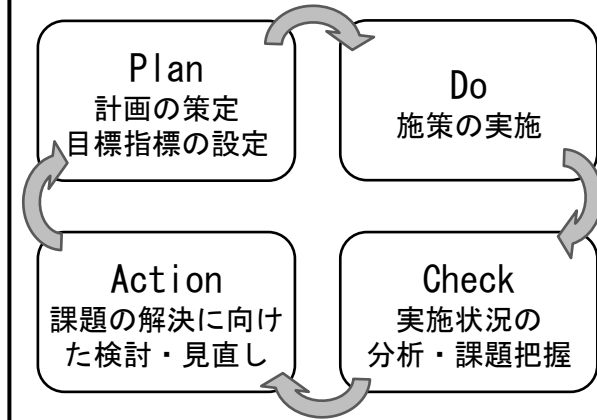 Plan
計画の策定
目標指標の設定
Do
施策の実施
Check
実施状況の
分析・課題把握
Action
課題の解決に向け
た検討・見直し